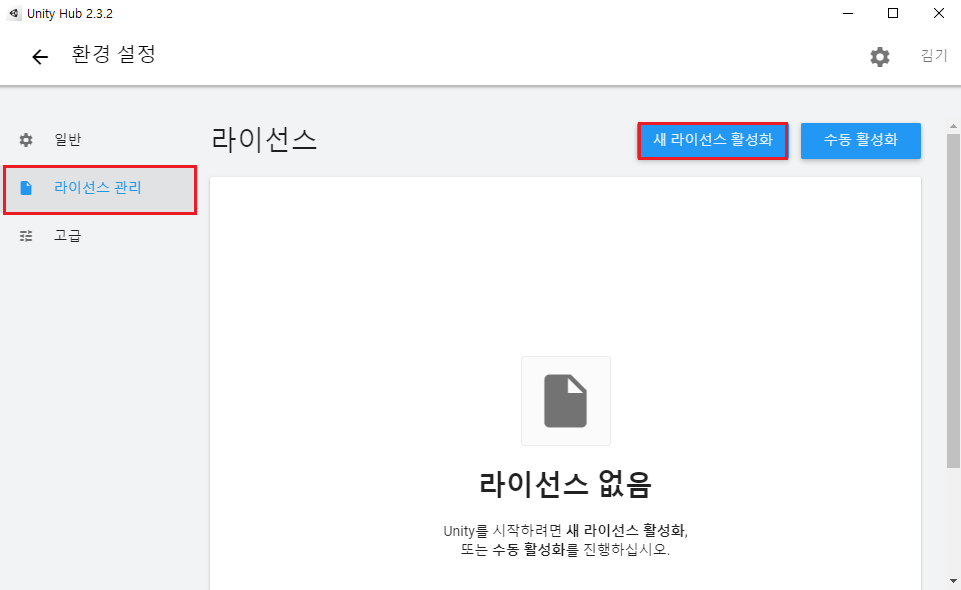 Unity Hub 2.3.2
환경 설정
김기
일반
라이선스 관리
고급
라이선스
새 라이선스 활성화
수동 활성화
라이선스 없음
Unity를 시작하려면 새 라이선스 활성화,
또는 수동 활성화를 진행하십시오.